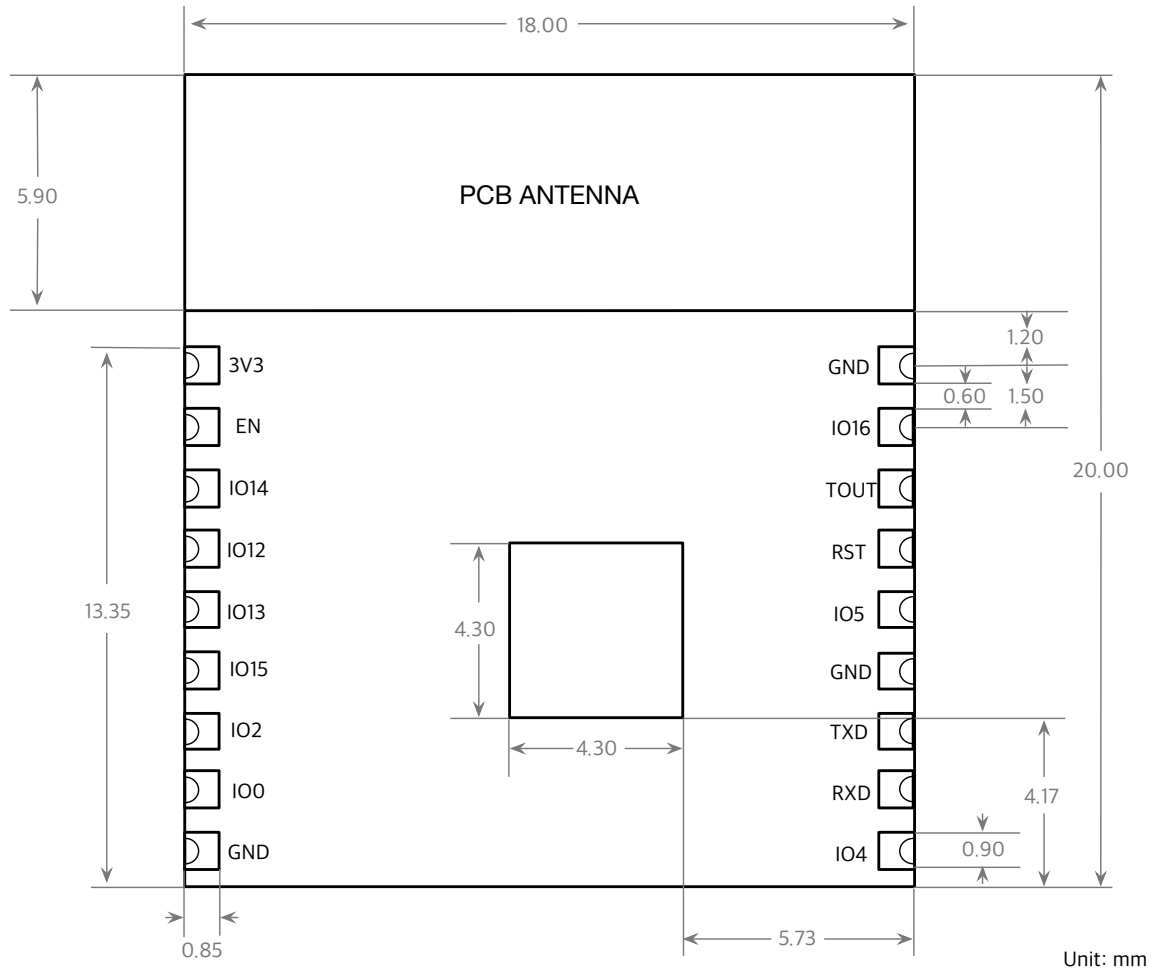 18.00
5.90
PCB ANTENNA
1.20
3V3
GND
0.60
1.50
EN
IO16
20.00
IO14
TOUT
IO12
RST
13.35
IO13
IO5
4.30
IO15
GND
IO2
TXD
4.30
IO0
RXD
4.17
GND
IO4
0.90
0.85
5.73
Unit: mm